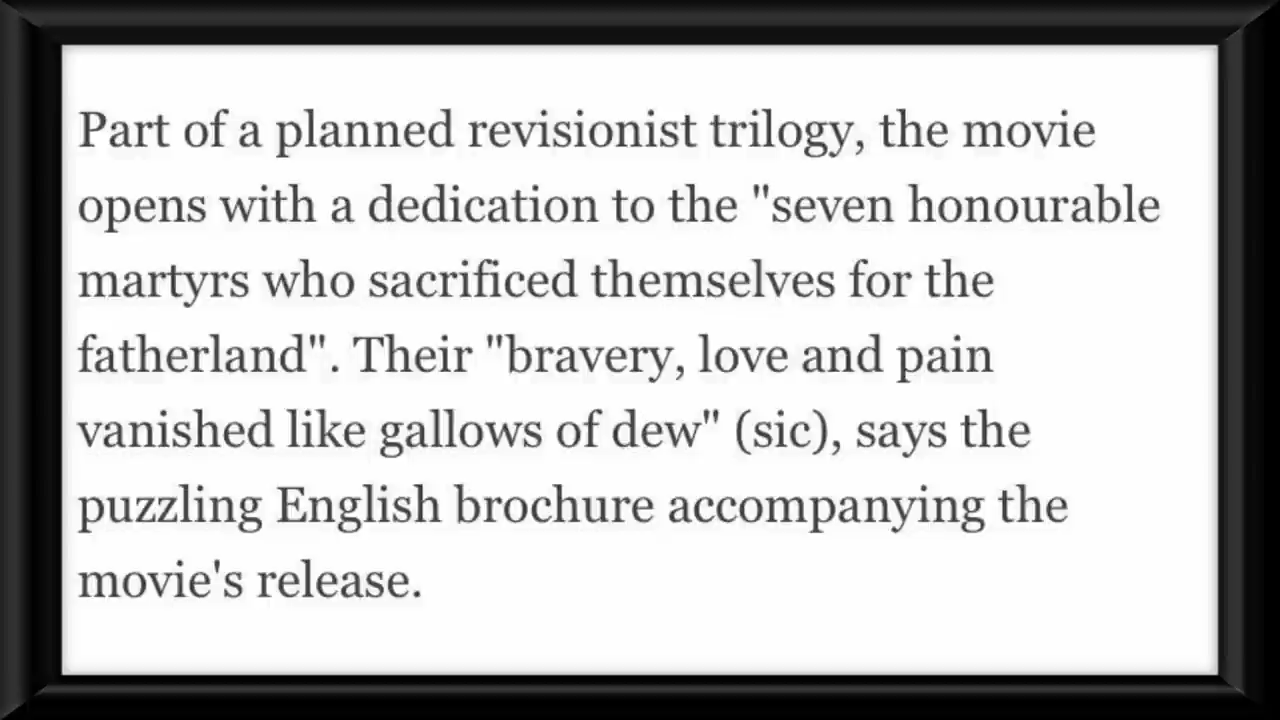 Part of a planned revisionist trilogy, the movie
opens with a dedication to the "seven honourable
martyrs who sacrificed themselves for the
fatherland". Their "bravery, love and pain
vanished like gallows of dew" (sic), says the
puzzling English brochure accompanying the
movie's release.